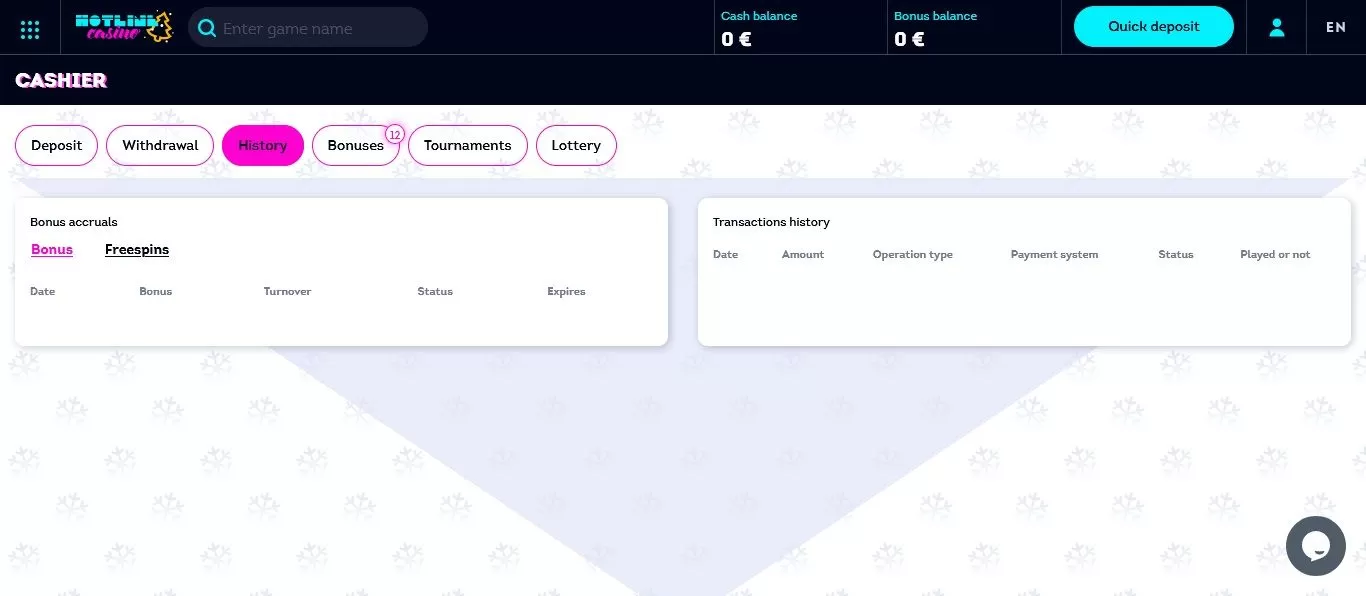 HOTLINE
casino
Enter game name
Cash balance
0 €
Bonus balance
0 €
Quick deposit
EN
CASHIER
Deposit
Withdrawal
History
Bonuses
12
Tournaments
Lottery
Bonus accruals
Bonus Freespins
Date Bonus Turnover Status Expires
Transactions history
Date Amount Operation type Payment system Status Played or not